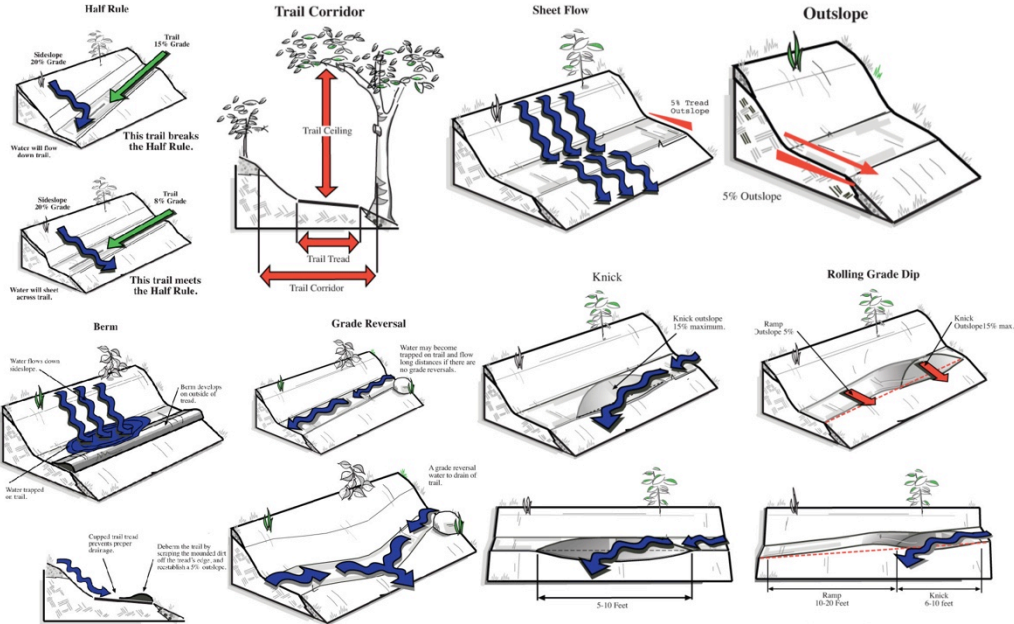 Half Rule
Sideslope
20% Grade
Trail
15% Grade
Water will flow
down trail.
This trail breaks
the Half Rule.
Sideslope
20% Grade
Trail
8% Grade
Water will sheet
across trail.
This trail meets
the Half Rule.
Trail Corridor
Trail Ceiling
Trail Tread
Trail Corridor
Sheet Flow
5% Tread
Outslope
Outslope
5% Outslope
Berm
Water flows down
sideslope.
Berm develops
on outside of
tread.
Water trapped
on trail.
Cupped trail tread
prevents proper
drainage.
Deberm the trail by
scraping the mounded dirt
off the tread's edge, and
reestablish a 5% outslope.
Grade Reversal
Water may become
trapped on trail and flow
long distances if there are
no grade reversals.
A grade reversal
water to drain of
trail.
Knick
Knick outslope
15% maximum.
5-10 Feet
Rolling Grade Dip
Ramp
Outslope 5%
Knick
Outslope15% max.
Ramp
10-20 Feet
Knick
6-10 feet